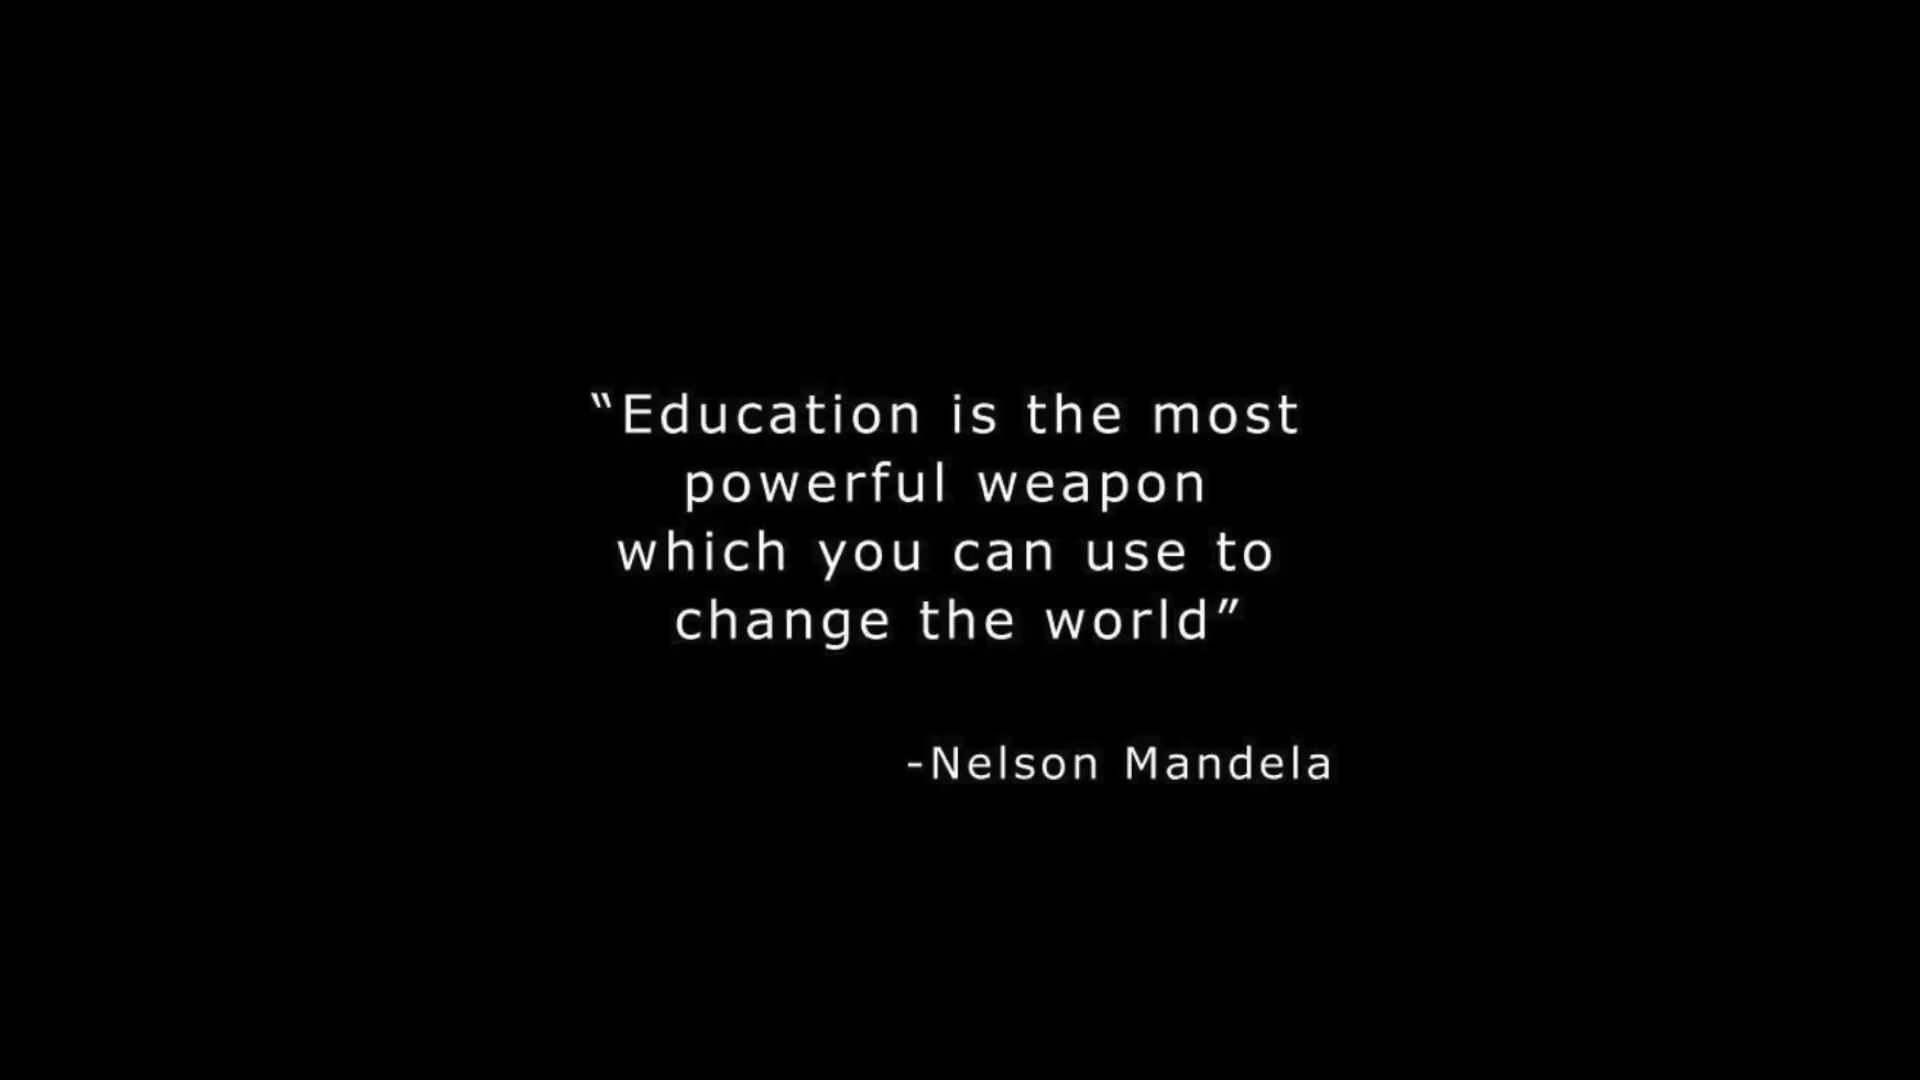 “Education is the most
powerful weapon
which you can use to
change the world”
-Nelson Mandela